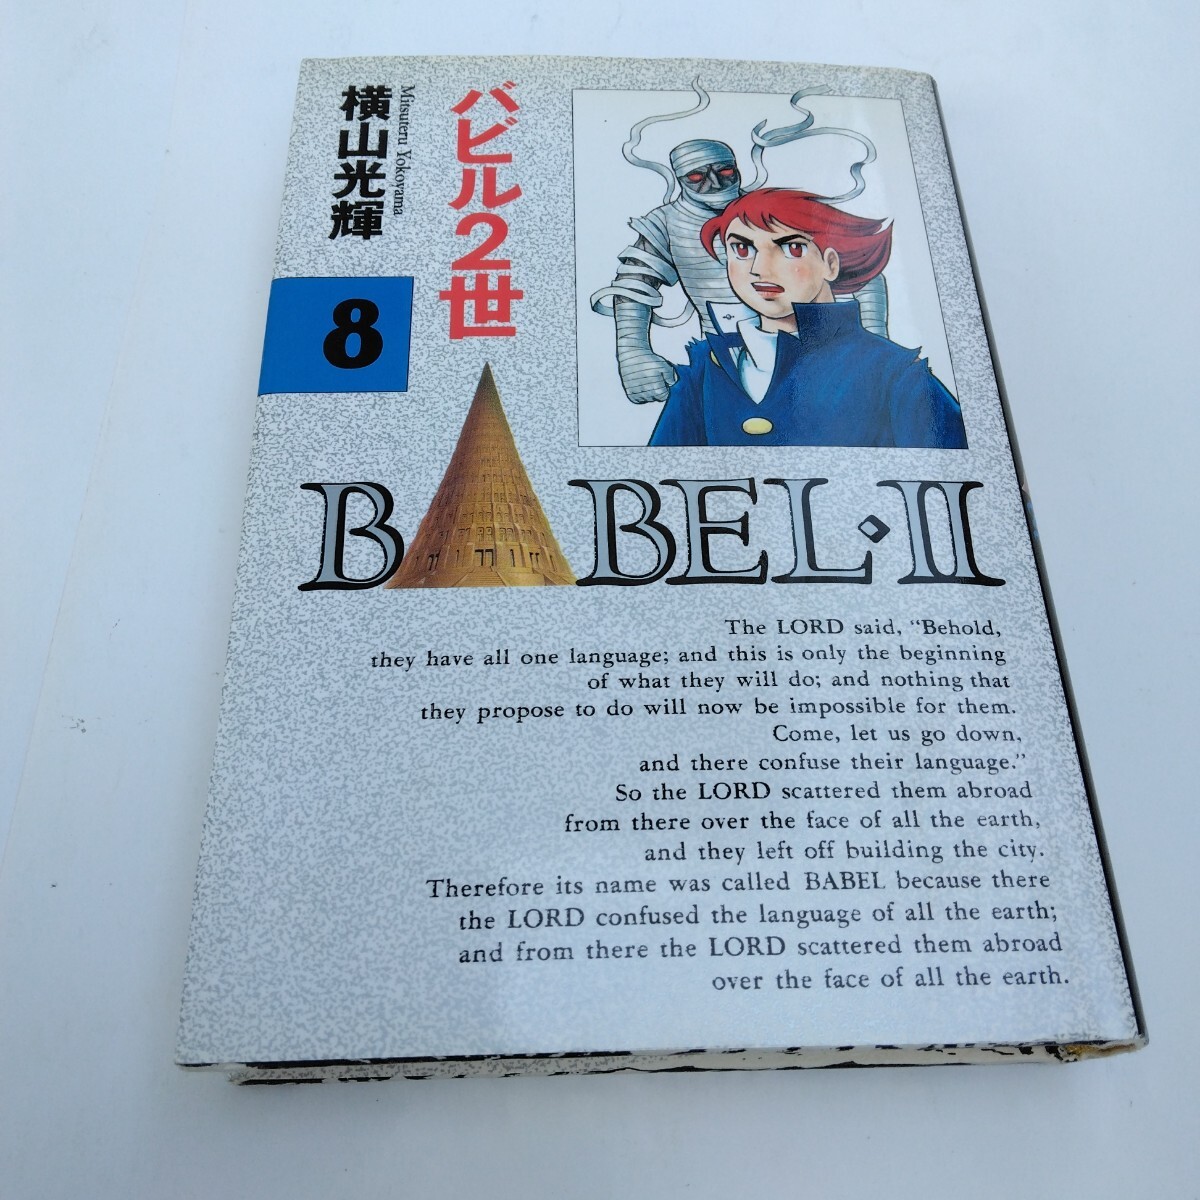 横山光輝
Mitsuteru Yokoyama
バビル2世
8
BABEL·II
The LORD said, “Behold,
they have all one language; and this is only the beginning
of what they will do; and nothing that
they propose to do will now be impossible for them.
Come, let us go down,
and there confuse their language.”
So the LORD scattered them abroad
from there over the face of all the earth,
and they left off building the city.
Therefore its name was called BABEL because there
the LORD confused the language of all the earth;
and from there the LORD scattered them abroad
over the face of all the earth.